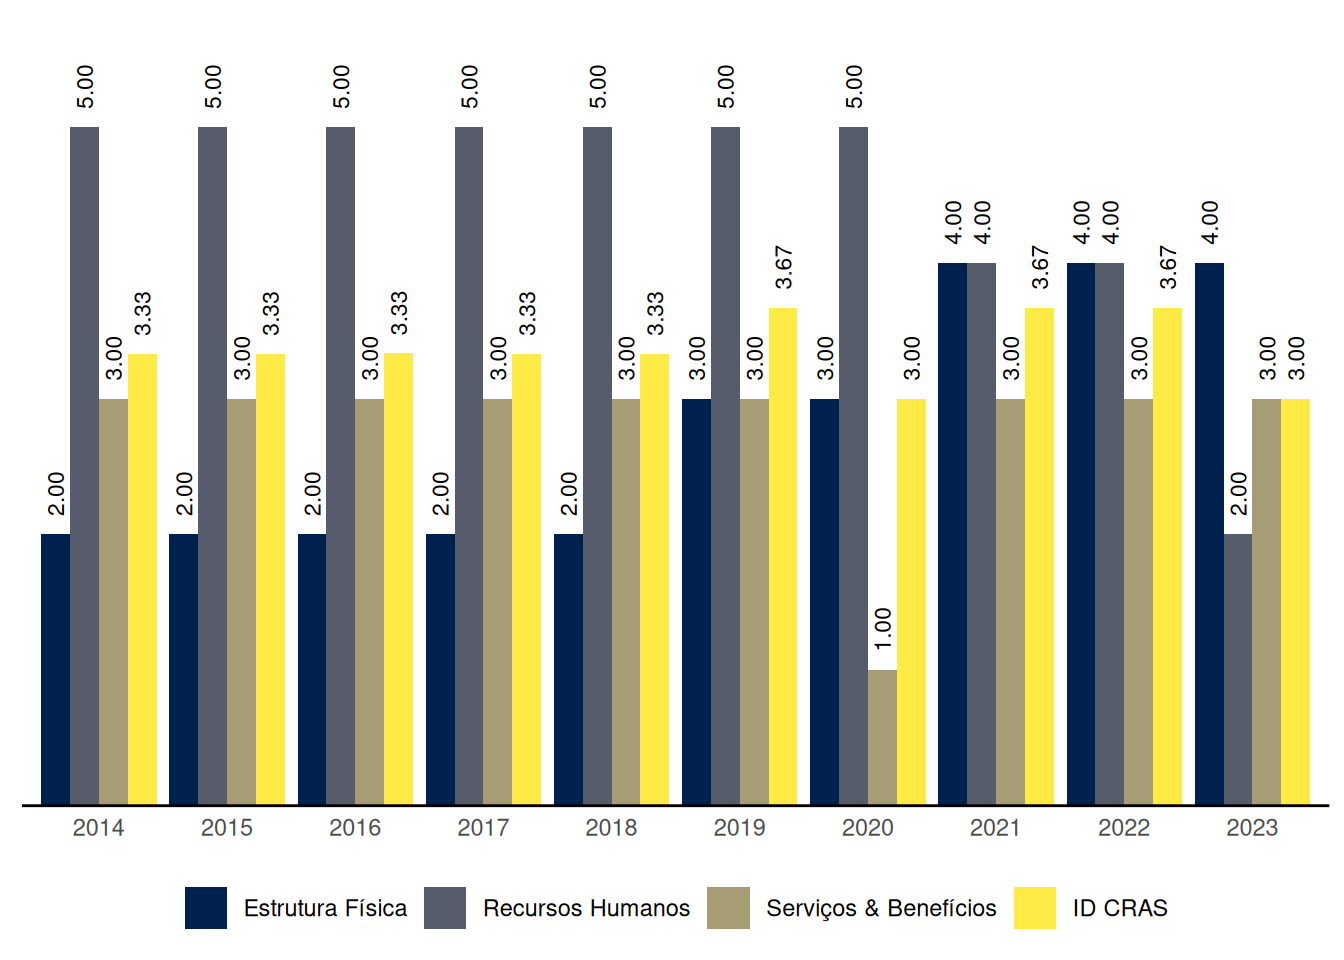 5.00 5.00 5.00 5.00 5.00 5.00 5.00
4.00 4.00 4.00 4.00 4.00
3.67 3.67 3.67
3.33 3.33 3.33 3.33 3.33
3.00 3.00 3.00 3.00 3.00 3.00 3.00 3.00 3.00 3.00 3.00 3.00 3.00
2.00 2.00 2.00 2.00 2.00 2.00
1.00
2014 2015 2016 2017 2018 2019 2020 2021 2022 2023
Estrutura Física Recursos Humanos Serviços & Benefícios ID CRAS